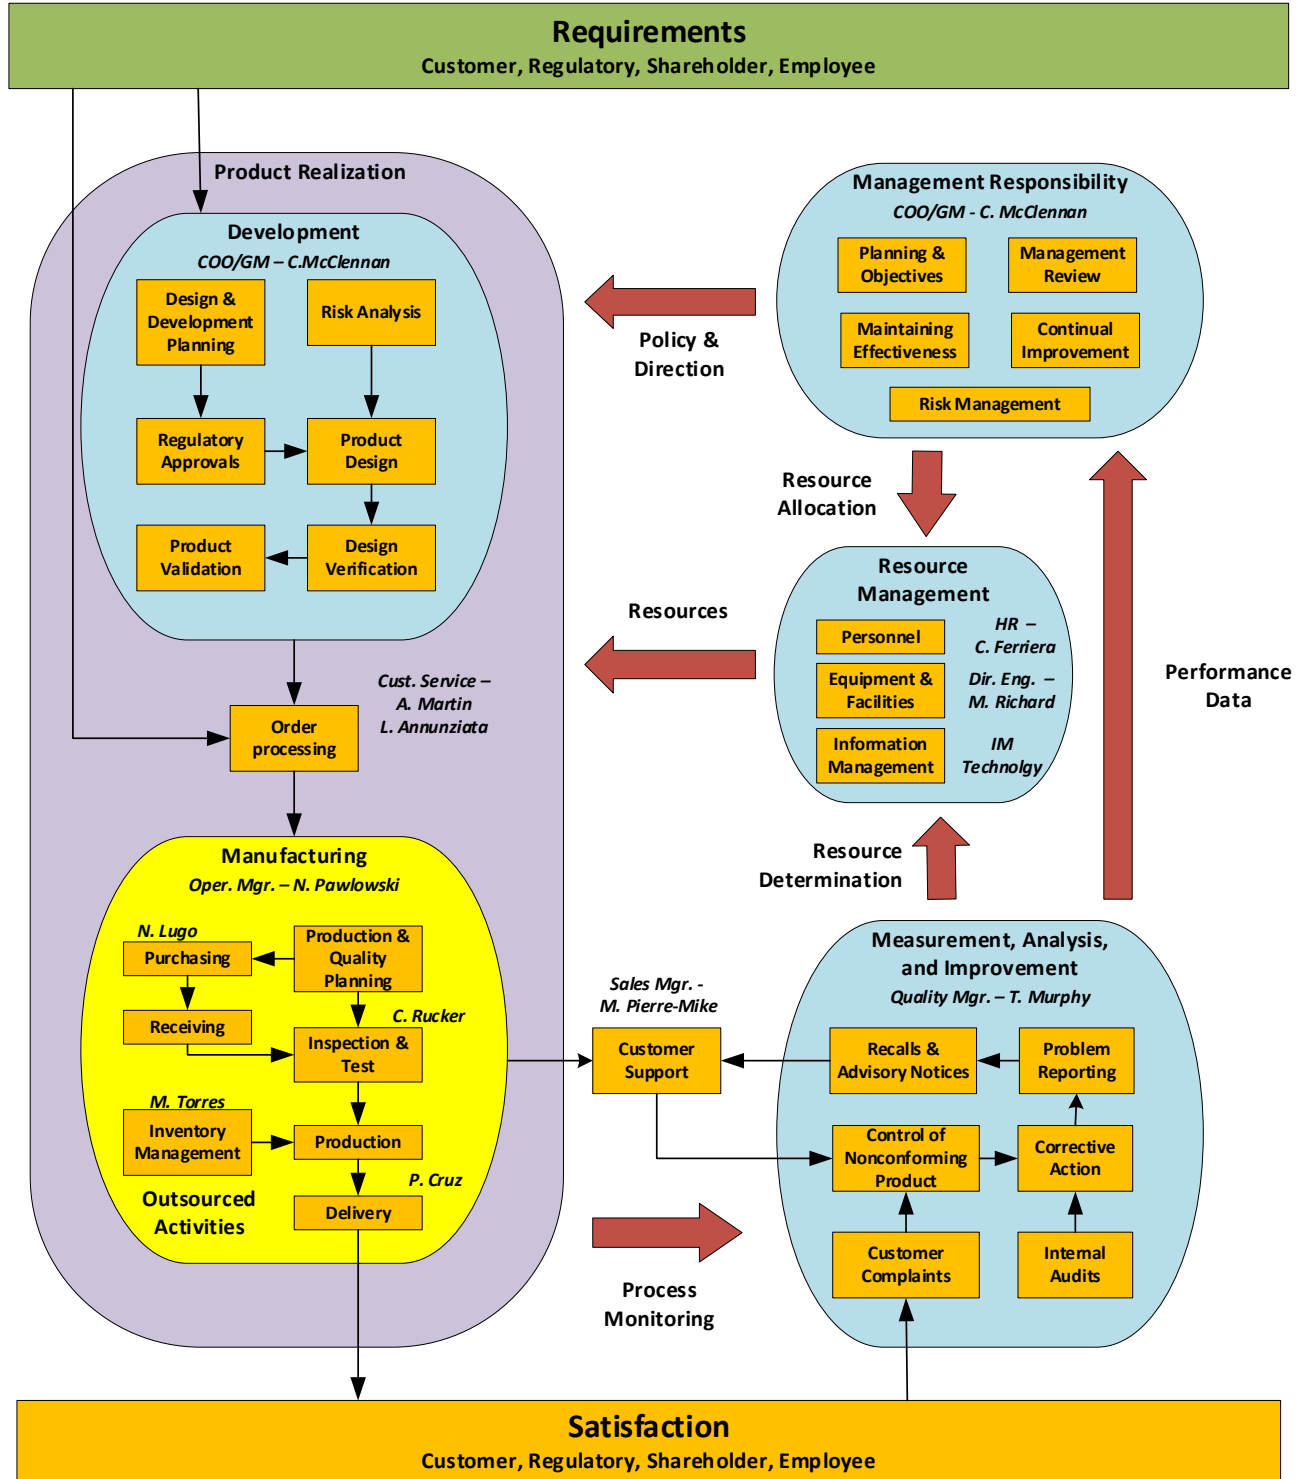 Requirements
Customer, Regulatory, Shareholder, Employee
Product Realization
Development
COO/GM – C.McClennan
Design &
Development
Planning
Risk Analysis
Regulatory
Approvals
Product
Design
Product
Validation
Design
Verification
Cust. Service –
A. Martin
L. Annunziata
Order
processing
Manufacturing
Oper. Mgr. – N. Pawlowski
N. Lugo
Purchasing
Production &
Quality
Planning
Receiving
C. Rucker
Inspection &
Test
M. Torres
Inventory
Management
Production
P. Cruz
Outsourced
Activities
Delivery
Management Responsibility
COO/GM - C. McClennan
Planning &
Objectives
Management
Review
Maintaining
Effectiveness
Continual
Improvement
Risk Management
Policy &
Direction
Resource
Allocation
Resource
Management
Personnel
HR –
C. Ferriera
Equipment &
Facilities
Dir. Eng. –
M. Richard
Information
Management
IM
Technolgy
Resources
Performance
Data
Resource
Determination
Measurement, Analysis,
and Improvement
Quality Mgr. – T. Murphy
Sales Mgr. -
M. Pierre-Mike
Customer
Support
Recalls &
Advisory Notices
Problem
Reporting
Control of
Nonconforming
Product
Corrective
Action
Customer
Complaints
Internal
Audits
Process
Monitoring
Satisfaction
Customer, Regulatory, Shareholder, Employee